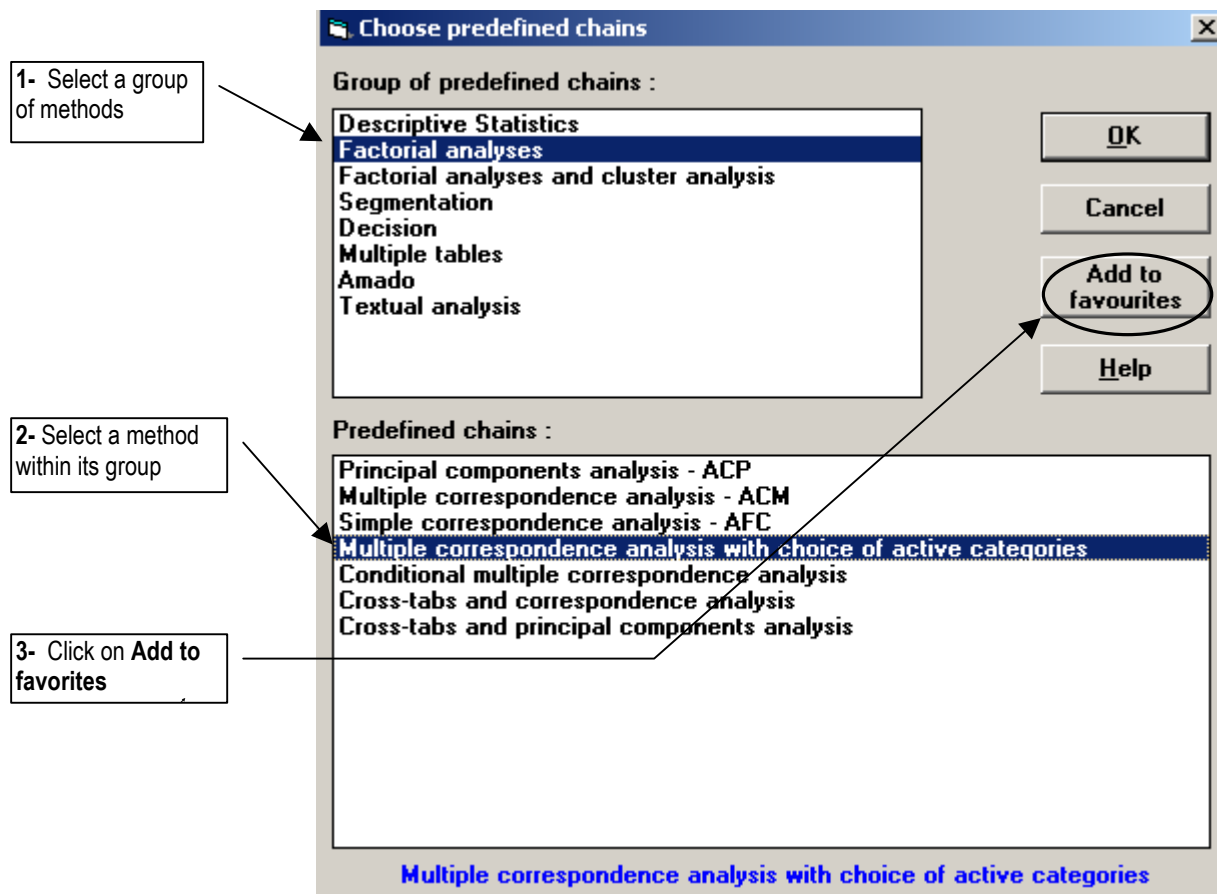 Choose predefined chains
1- Select a group
of methods
Group of predefined chains :
Descriptive Statistics
Factorial analyses
Factorial analyses and cluster analysis
Segmentation
Decision
Multiple tables
Amado
Textual analysis
OK
Cancel
Add to
favourites
Help
2- Select a method
within its group
Predefined chains :
Principal components analysis - ACP
Multiple correspondence analysis - ACM
Simple correspondence analysis - AFC
Multiple correspondence analysis with choice of active categories
Conditional multiple correspondence analysis
Cross-tabs and correspondence analysis
Cross-tabs and principal components analysis
3- Click on Add to
favorites
Multiple correspondence analysis with choice of active categories